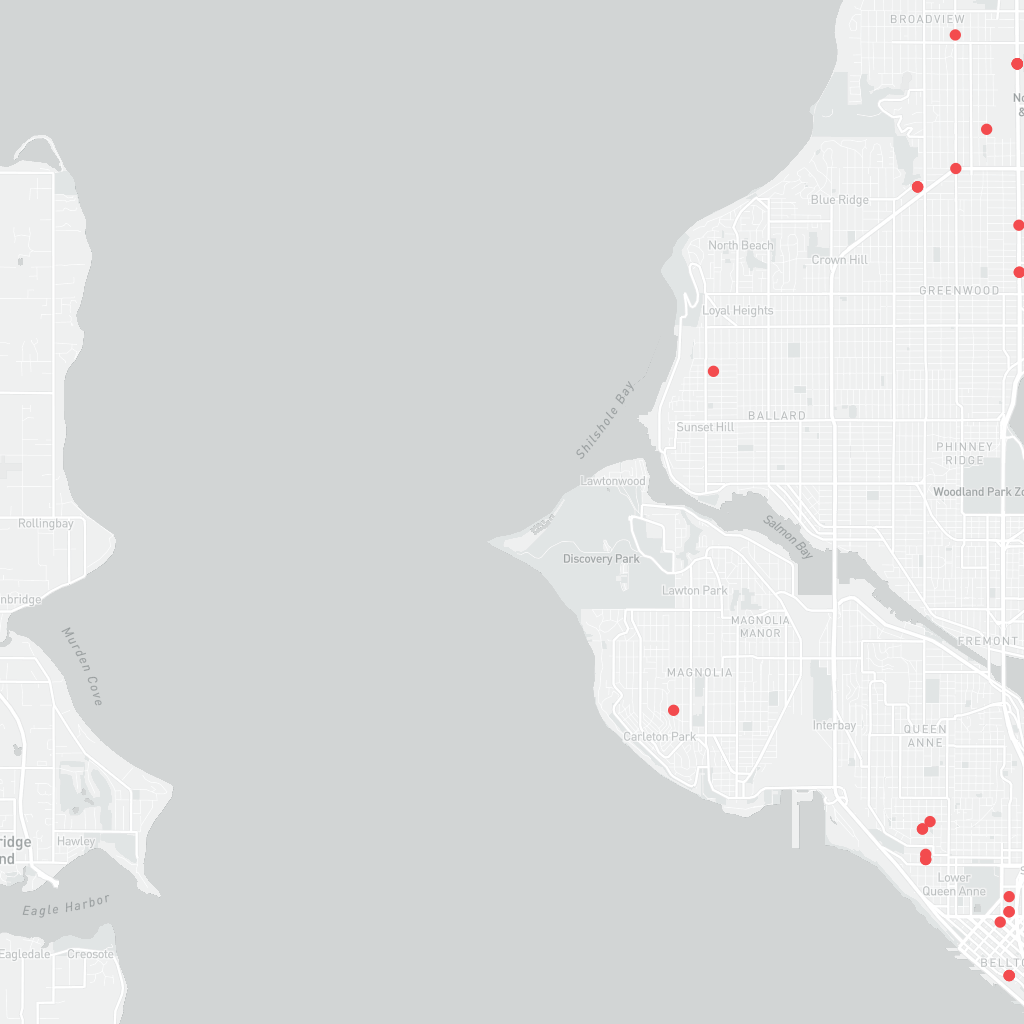 BROADVIEW
No
&
Blue Ridge
North Beach
Crown Hill
GREENWOOD
Loyal Heights
Shilshole Bay
BALLARD
Sunset Hill
PHINNEY
RIDGE
Lawtonwood
Woodland Park Zo
Rollingbay
Salmon Bay
Discovery Park
Lawton Park
nbridge
MAGNOLIA
MANOR
Murden Cove
FREMONT
MAGNOLIA
Interbay
QUEEN
ANNE
Carleton Park
ridge
nd
Hawley
S
Lower
Queen Anne
Eagle Harbor
Eagledale
Creosote
BELLTO